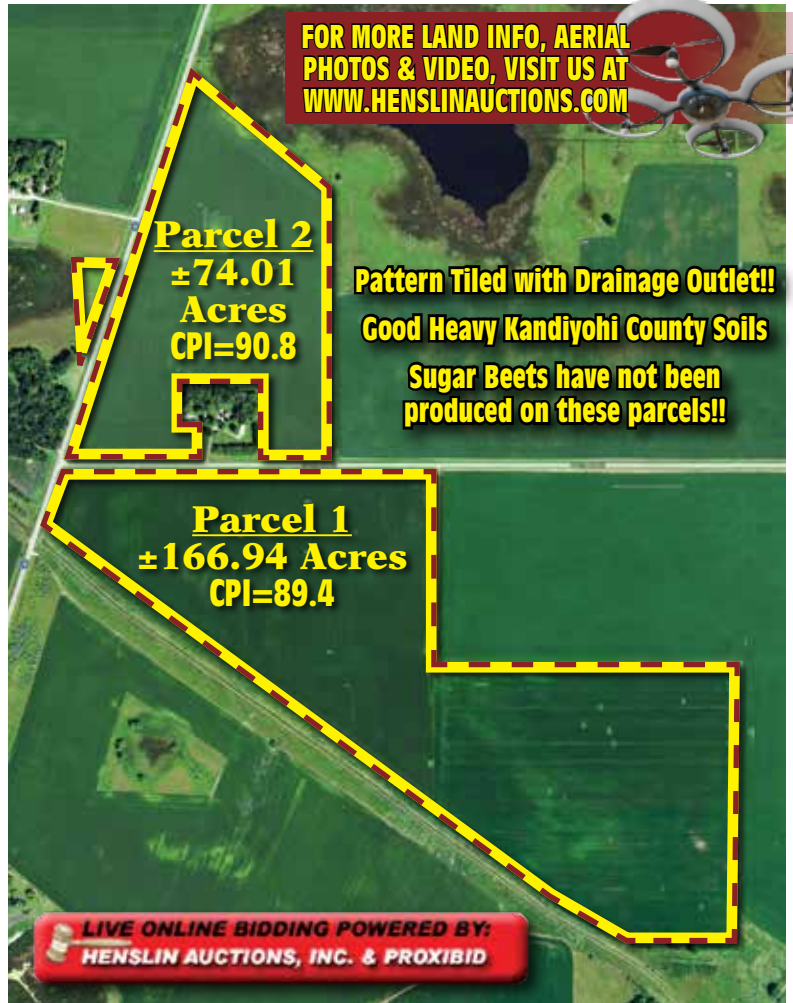 FOR MORE LAND INFO, AERIAL
PHOTOS & VIDEO, VISIT US AT
WWW.HENSLINAUCTIONS.COM
Parcel 2
±74.01
Acres
CPI=90.8
Pattern Tiled with Drainage Outlet!!
Good Heavy Kandiyohi County Soils
Sugar Beets have not been
produced on these parcels!!
Parcel 1
±166.94 Acres
CPI=89.4
LIVE ONLINE BIDDING POWERED BY:
HENSLIN AUCTIONS, INC. & PROXIBID